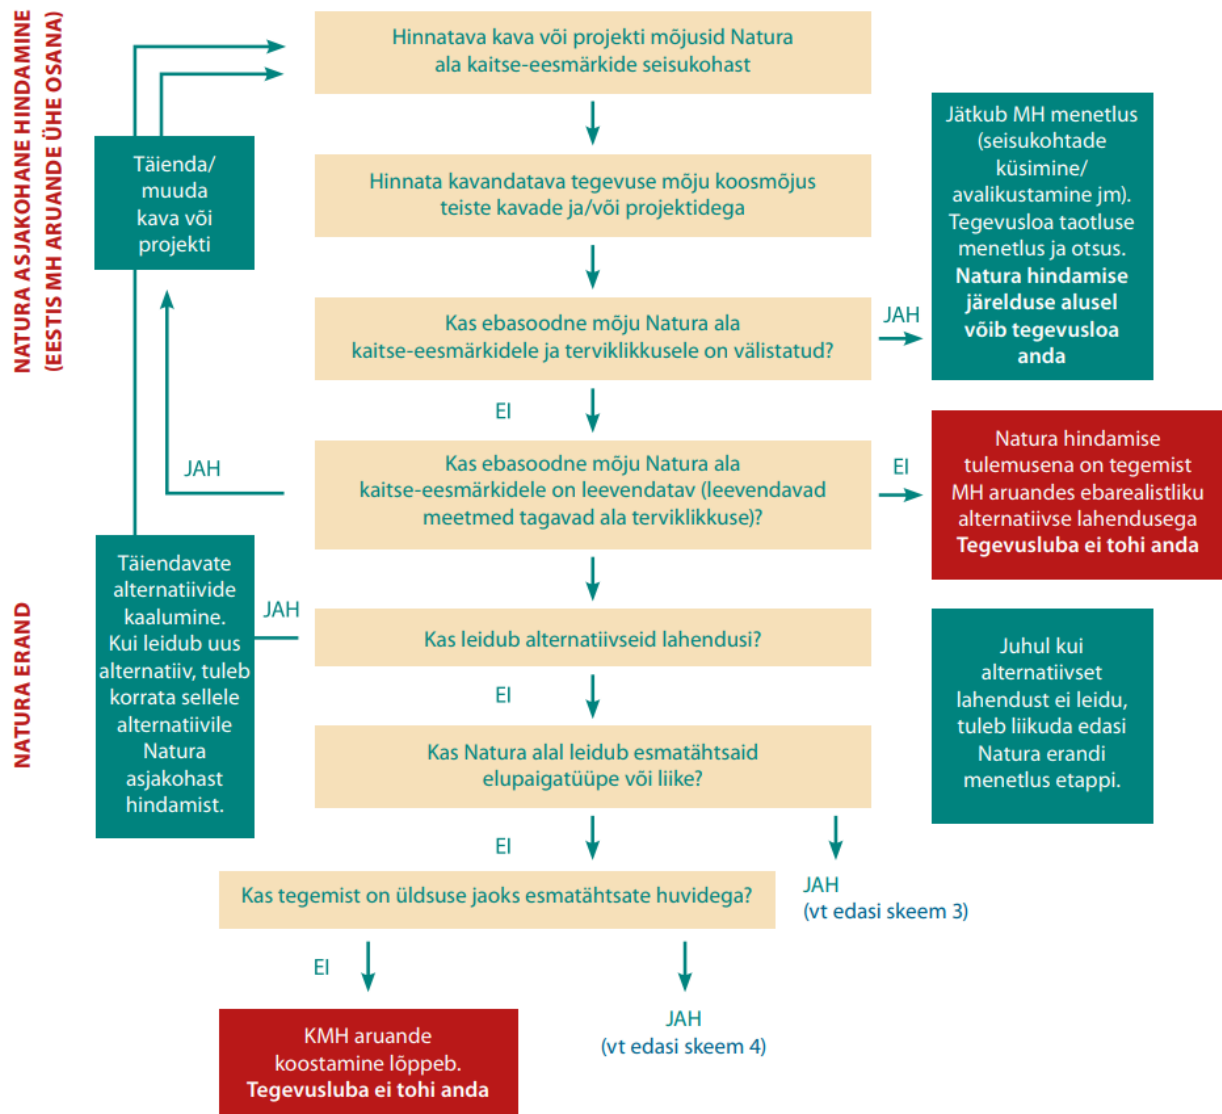 NATURA ASJAKOHANE HINDAMINE
(EESTIS MH ARUANDE ÜHE OSANA)
Hinnatava kava või projekti mõjusid Natura
ala kaitse-eesmärkide seisukohast
Täienda/
muuda
kava või
projekti
Hinnata kavandatava tegevuse mõju koosmõjus
teiste kavade ja/või projektidega
Jätkub MH menetlus
(seisukohtade
küsimine/
avalikustamine jm).
Tegevusloa taotluse
menetlus ja otsus.
Natura hindamise
järelduse alusel
võib tegevusloa
anda
Kas ebasoodne mõju Natura ala
kaitse-eesmärkidele ja terviklikkusele on välistatud?
JAH
EI
Kas ebasoodne mõju Natura ala
kaitse-eesmärkidele on leevendatav (leevendavad
meetmed tagavad ala terviklikkuse)?
JAH
EI
Natura hindamise
tulemusena on tegemist
MH aruandes ebarealistliku
alternatiivse lahendusega
Tegevusluba ei tohi anda
NATURA ERAND
Täiendavate
alternatiivide
kaalumine.
Kui leidub uus
alternatiiv, tuleb
korrata sellele
alternatiivile
Natura
asjakohast
hindamist.
JAH
Kas leidub alternatiivseid lahendusi?
EI
Juhul kui
alternatiivset
lahendust ei leidu,
tuleb liikuda edasi
Natura erandi
menetlus etappi.
Kas Natura alal leidub esmatähtsaid
elupaigatüüpe või liike?
EI
JAH
(vt edasi skeem 3)
Kas tegemist on üldsuse jaoks esmatähtsate huvidega?
EI
JAH
(vt edasi skeem 4)
KMH aruande
koostamine lõppeb.
Tegevusluba ei tohi anda